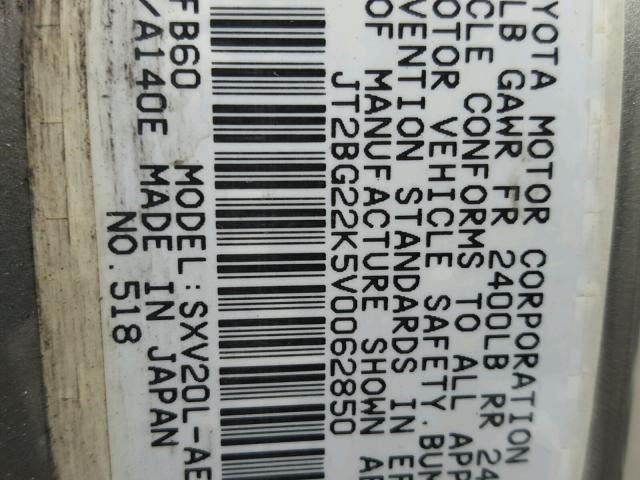 YOTA MOTOR CORPORATION
LB GAWR FR 2400LB RR 24
CLE CONFORMS TO ALL APP
OTOR VEHICLE SAFETY, BUM
VENTION STANDARDS IN EF
OF MANUFACTURE SHOWN AB
JT2BG22K5V0062850
FB60 MODEL:SXV20L-AE
/A140E MADE IN JAPAN
NO.518